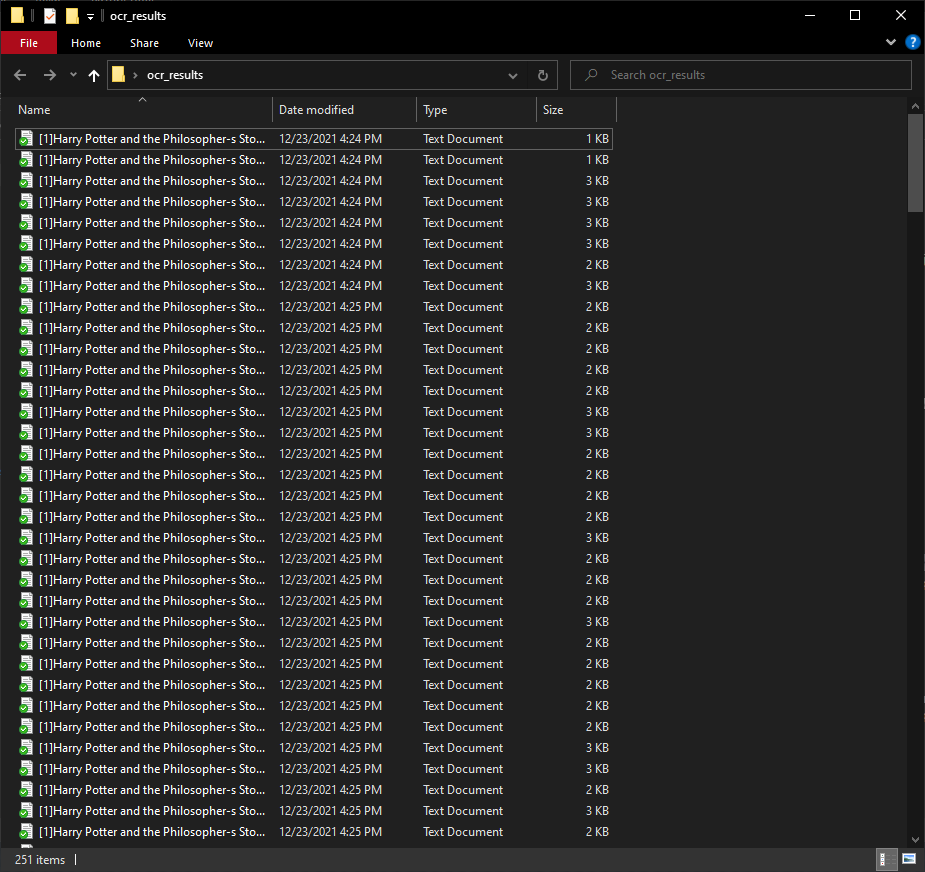 ocr_results
File Home Share View
ocr_results Search ocr_results
Name Date modified Type Size
[1]Harry Potter and the Philosopher-s Sto... 12/23/2021 4:24 PM Text Document 1 KB
[1]Harry Potter and the Philosopher-s Sto... 12/23/2021 4:24 PM Text Document 1 KB
[1]Harry Potter and the Philosopher-s Sto... 12/23/2021 4:24 PM Text Document 3 KB
[1]Harry Potter and the Philosopher-s Sto... 12/23/2021 4:24 PM Text Document 3 KB
[1]Harry Potter and the Philosopher-s Sto... 12/23/2021 4:24 PM Text Document 3 KB
[1]Harry Potter and the Philosopher-s Sto... 12/23/2021 4:24 PM Text Document 3 KB
[1]Harry Potter and the Philosopher-s Sto... 12/23/2021 4:24 PM Text Document 2 KB
[1]Harry Potter and the Philosopher-s Sto... 12/23/2021 4:24 PM Text Document 3 KB
[1]Harry Potter and the Philosopher-s Sto... 12/23/2021 4:25 PM Text Document 2 KB
[1]Harry Potter and the Philosopher-s Sto... 12/23/2021 4:25 PM Text Document 2 KB
[1]Harry Potter and the Philosopher-s Sto... 12/23/2021 4:25 PM Text Document 2 KB
[1]Harry Potter and the Philosopher-s Sto... 12/23/2021 4:25 PM Text Document 2 KB
[1]Harry Potter and the Philosopher-s Sto... 12/23/2021 4:25 PM Text Document 2 KB
[1]Harry Potter and the Philosopher-s Sto... 12/23/2021 4:25 PM Text Document 3 KB
[1]Harry Potter and the Philosopher-s Sto... 12/23/2021 4:25 PM Text Document 3 KB
[1]Harry Potter and the Philosopher-s Sto... 12/23/2021 4:25 PM Text Document 2 KB
[1]Harry Potter and the Philosopher-s Sto... 12/23/2021 4:25 PM Text Document 2 KB
[1]Harry Potter and the Philosopher-s Sto... 12/23/2021 4:25 PM Text Document 2 KB
[1]Harry Potter and the Philosopher-s Sto... 12/23/2021 4:25 PM Text Document 2 KB
[1]Harry Potter and the Philosopher-s Sto... 12/23/2021 4:25 PM Text Document 3 KB
[1]Harry Potter and the Philosopher-s Sto... 12/23/2021 4:25 PM Text Document 2 KB
[1]Harry Potter and the Philosopher-s Sto... 12/23/2021 4:25 PM Text Document 2 KB
[1]Harry Potter and the Philosopher-s Sto... 12/23/2021 4:25 PM Text Document 2 KB
[1]Harry Potter and the Philosopher-s Sto... 12/23/2021 4:25 PM Text Document 3 KB
[1]Harry Potter and the Philosopher-s Sto... 12/23/2021 4:25 PM Text Document 2 KB
[1]Harry Potter and the Philosopher-s Sto... 12/23/2021 4:25 PM Text Document 2 KB
[1]Harry Potter and the Philosopher-s Sto... 12/23/2021 4:25 PM Text Document 2 KB
[1]Harry Potter and the Philosopher-s Sto... 12/23/2021 4:25 PM Text Document 2 KB
[1]Harry Potter and the Philosopher-s Sto... 12/23/2021 4:25 PM Text Document 2 KB
[1]Harry Potter and the Philosopher-s Sto... 12/23/2021 4:25 PM Text Document 3 KB
[1]Harry Potter and the Philosopher-s Sto... 12/23/2021 4:25 PM Text Document 3 KB
[1]Harry Potter and the Philosopher-s Sto... 12/23/2021 4:25 PM Text Document 2 KB
[1]Harry Potter and the Philosopher-s Sto... 12/23/2021 4:25 PM Text Document 3 KB
[1]Harry Potter and the Philosopher-s Sto... 12/23/2021 4:25 PM Text Document 2 KB
251 items